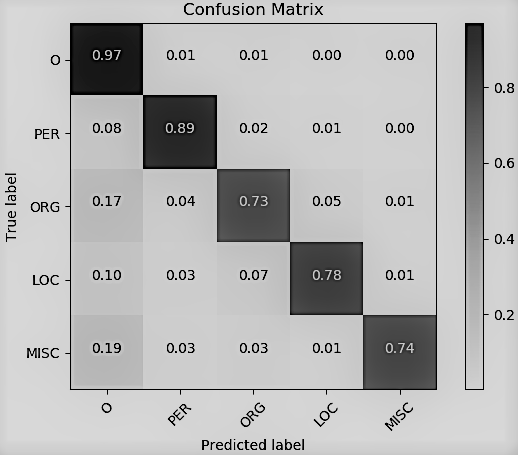 Confusion Matrix
True label
O 0.97 0.01 0.01 0.00 0.00
PER 0.08 0.89 0.02 0.01 0.00
ORG 0.17 0.04 0.73 0.05 0.01
LOC 0.10 0.03 0.07 0.78 0.01
MISC 0.19 0.03 0.03 0.01 0.74
O PER ORG LOC MISC
Predicted label
0.8
0.6
0.4
0.2